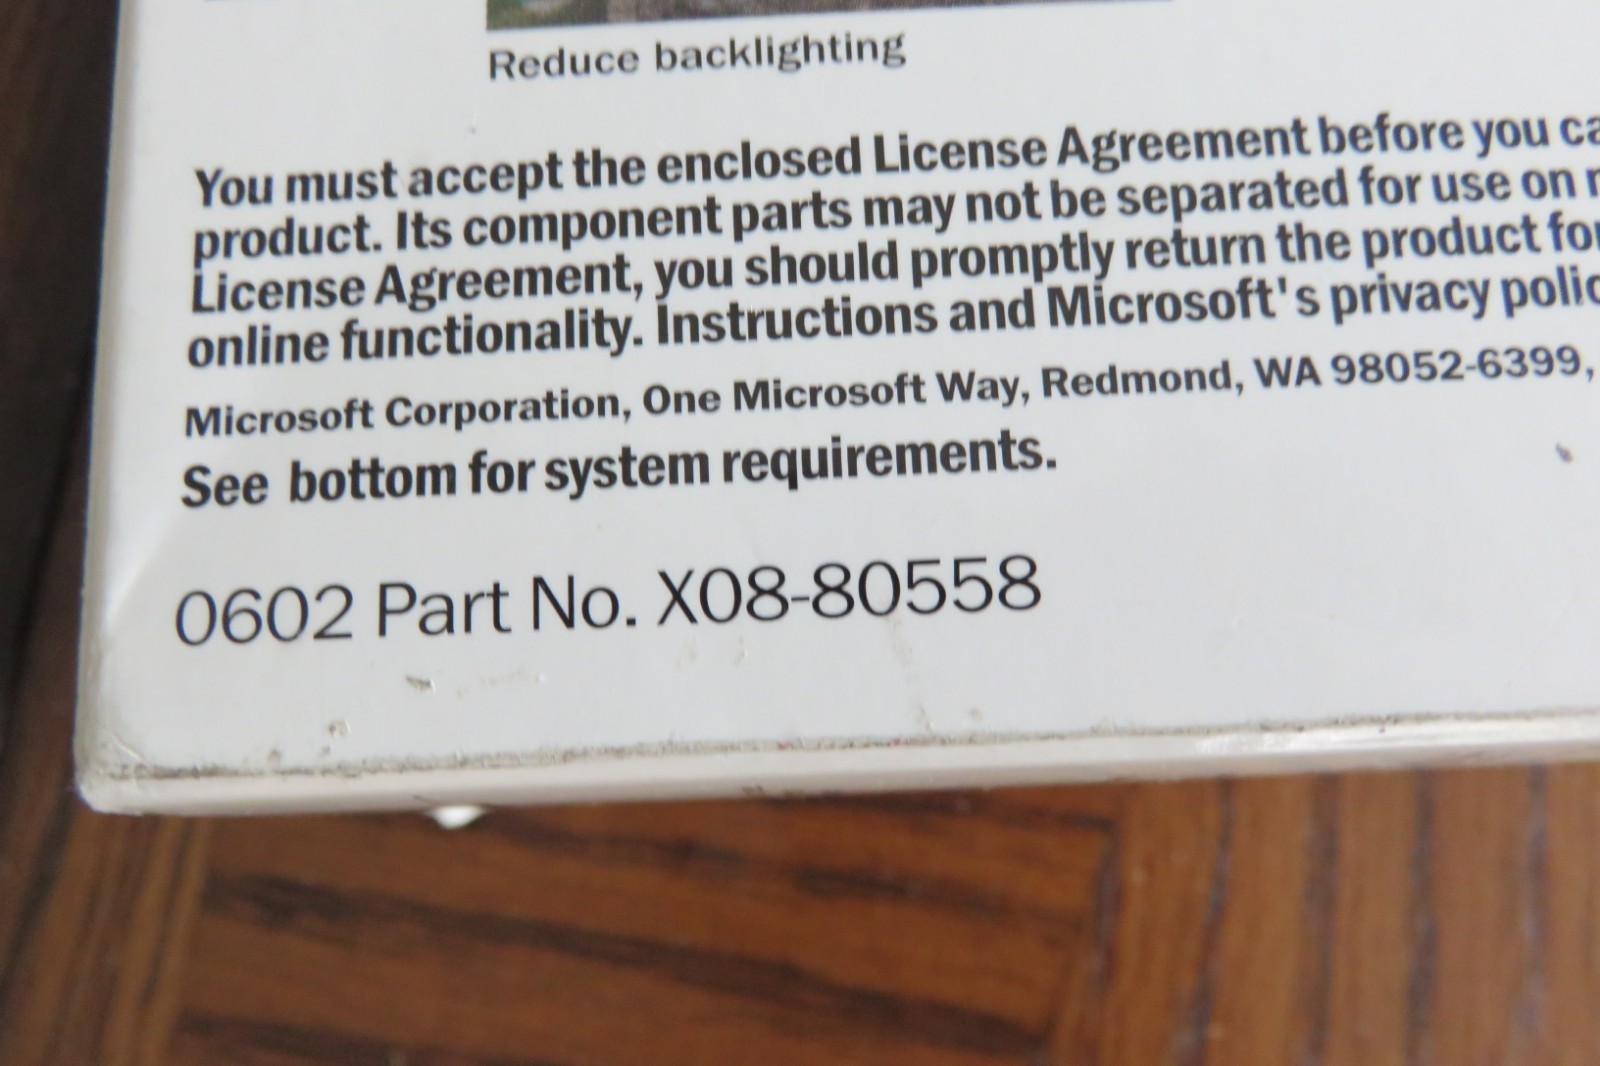 Reduce backlighting
You must accept the enclosed License Agreement before you
product. Its component parts may not be separated for use on
License Agreement, you should promptly return the product for
online functionality. Instructions and Microsoft's privacy
Microsoft Corporation, One Microsoft Way, Redmond, WA 98052-6399,
See bottom for system requirements.
0602 Part No. X08-80558